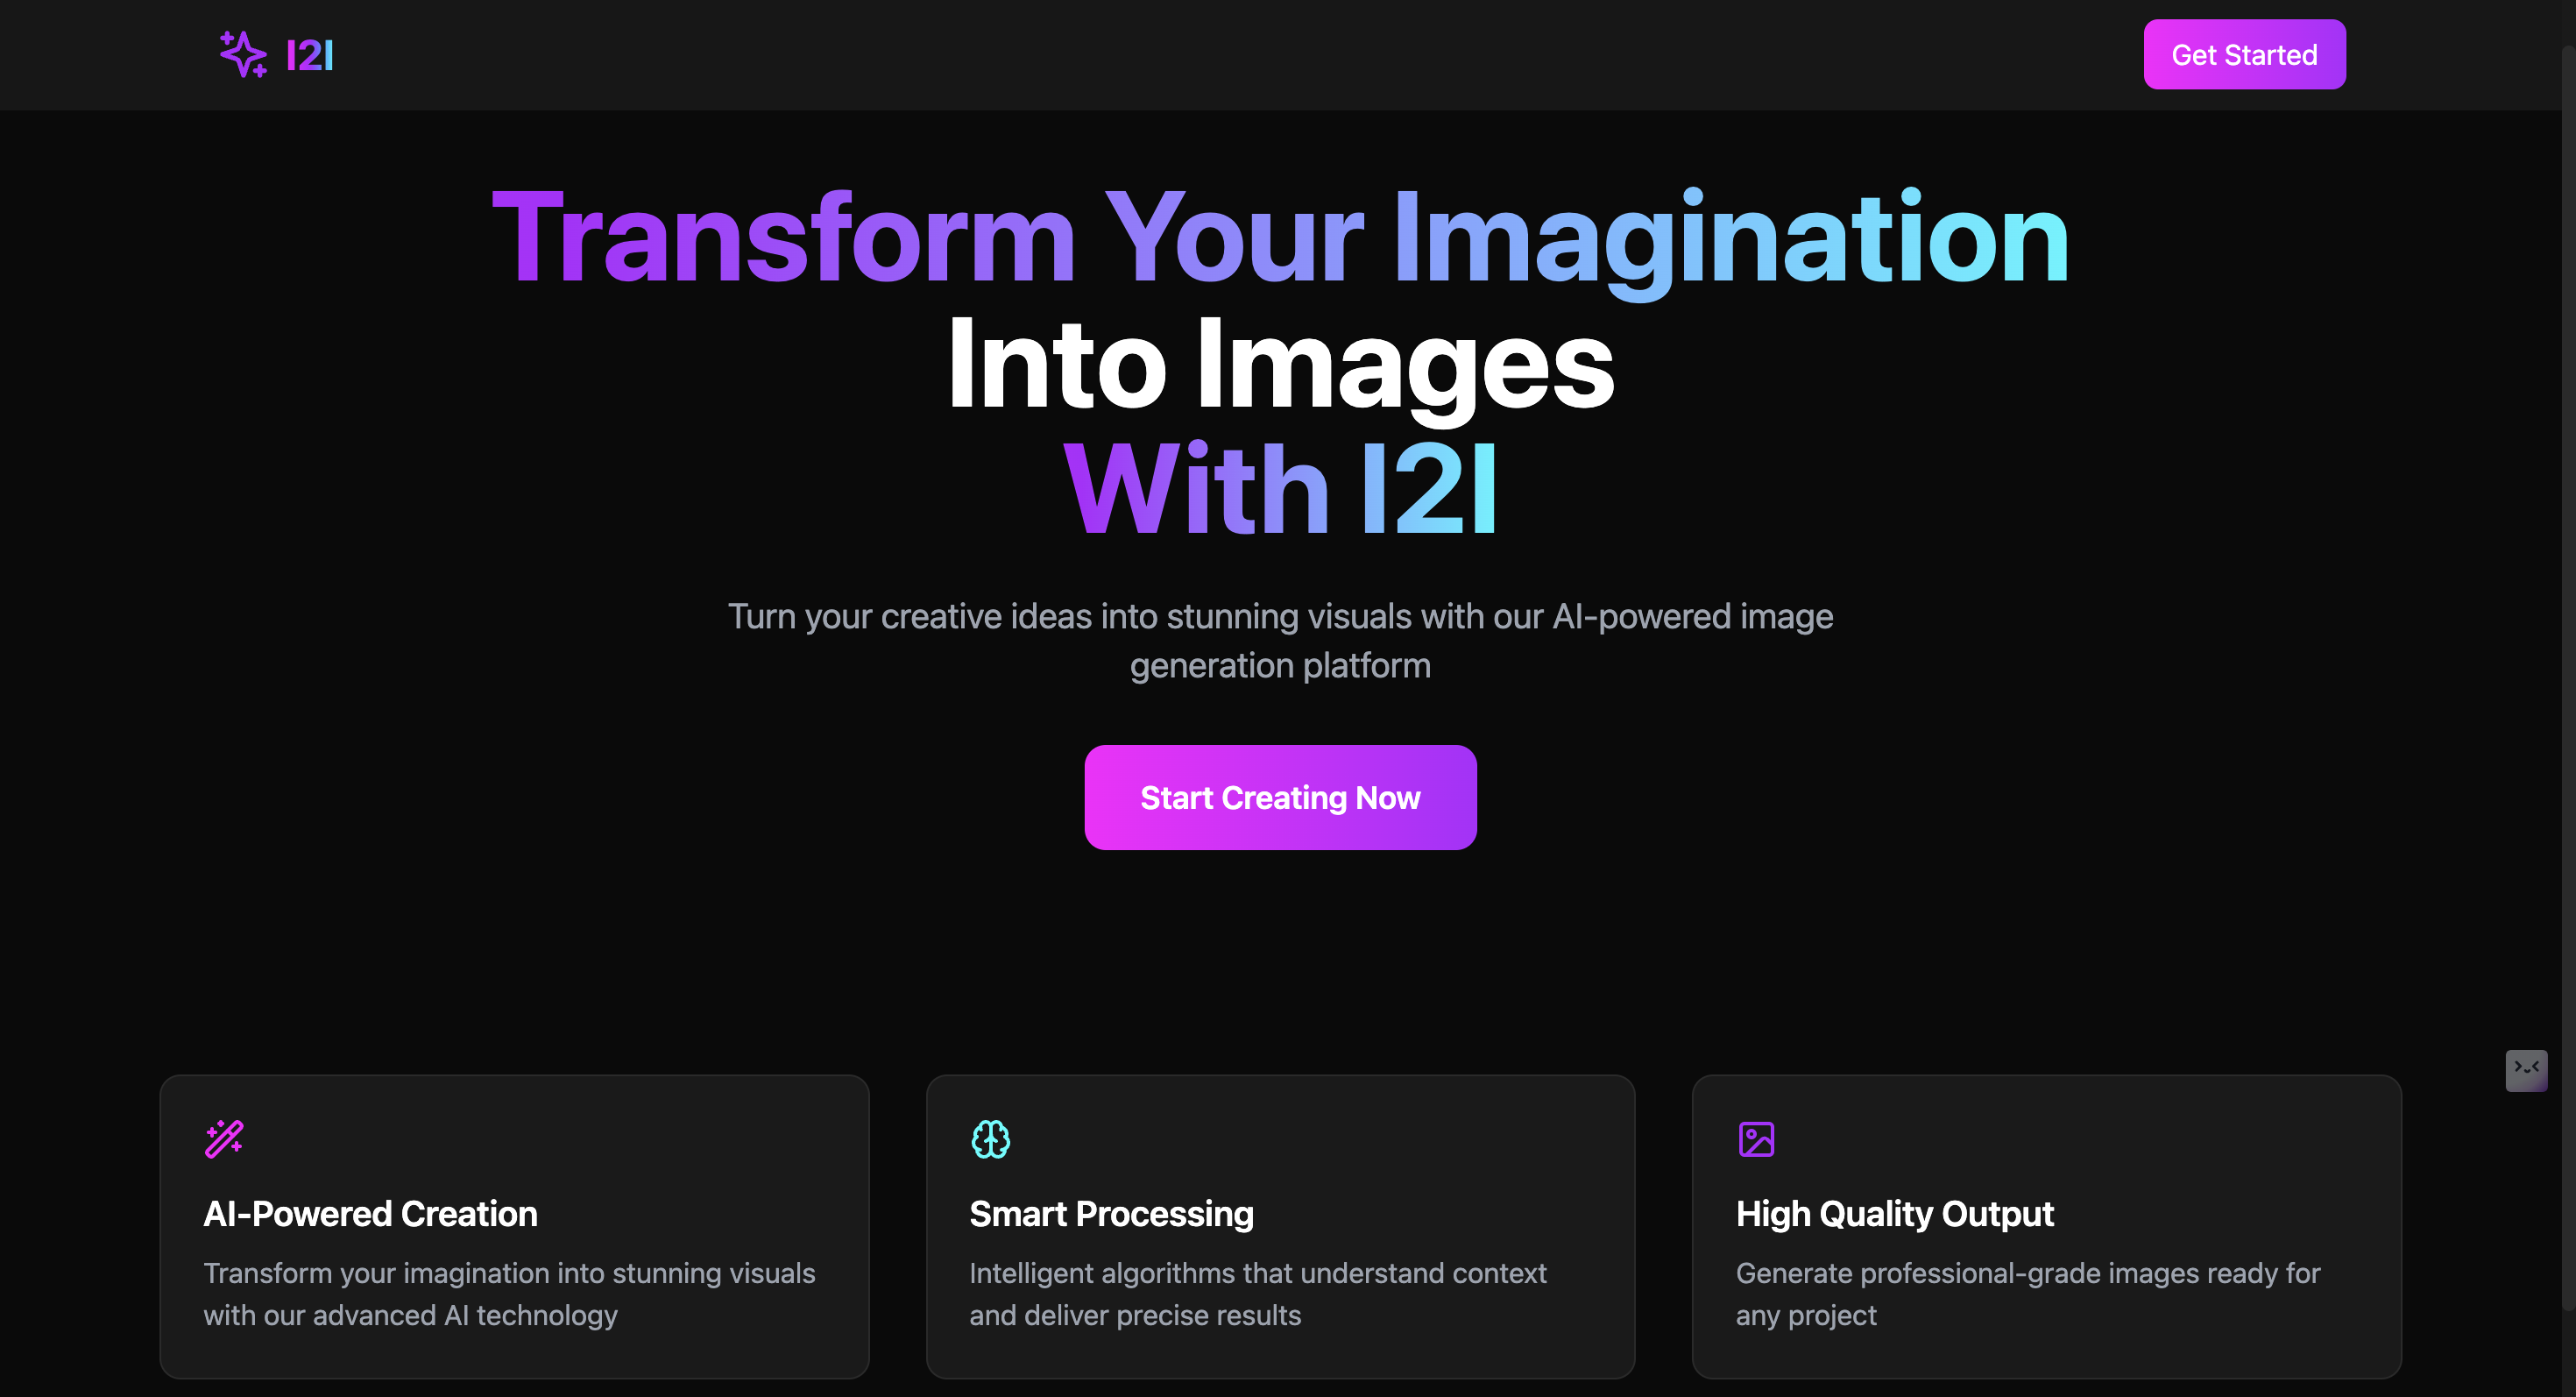 I2I
Get Started
Transform Your Imagination
Into Images
With I2I
Turn your creative ideas into stunning visuals with our AI-powered image
generation platform
Start Creating Now
AI-Powered Creation
Transform your imagination into stunning visuals
with our advanced AI technology
Smart Processing
Intelligent algorithms that understand context
and deliver precise results
High Quality Output
Generate professional-grade images ready for
any project